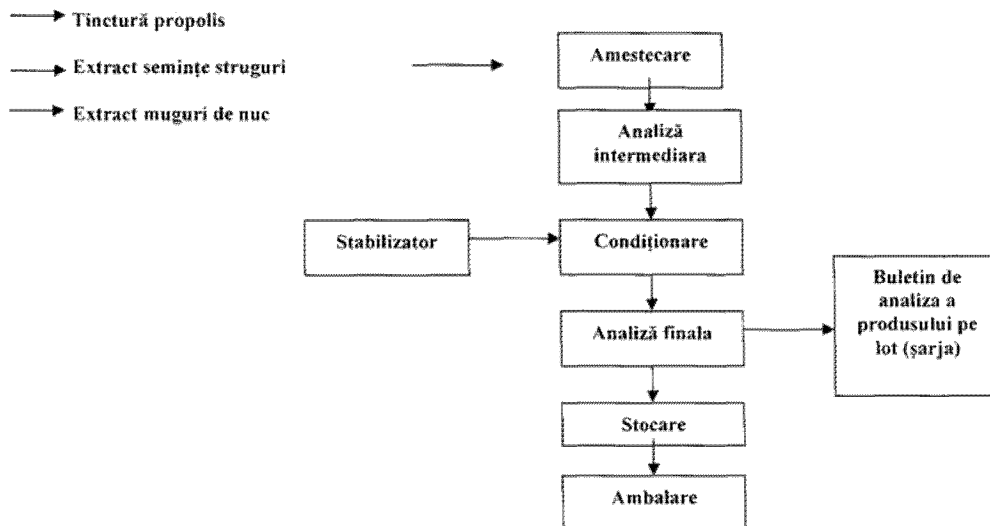 Tinctură propolis
Extract semințe struguri
Extract muguri de nuc
Amestecare
Analiză
intermediara
Stabilizator
Condiționare
Analiză finala
Buletin de
analiza a
produsului pe
lot (șarja)
Stocare
Ambalare